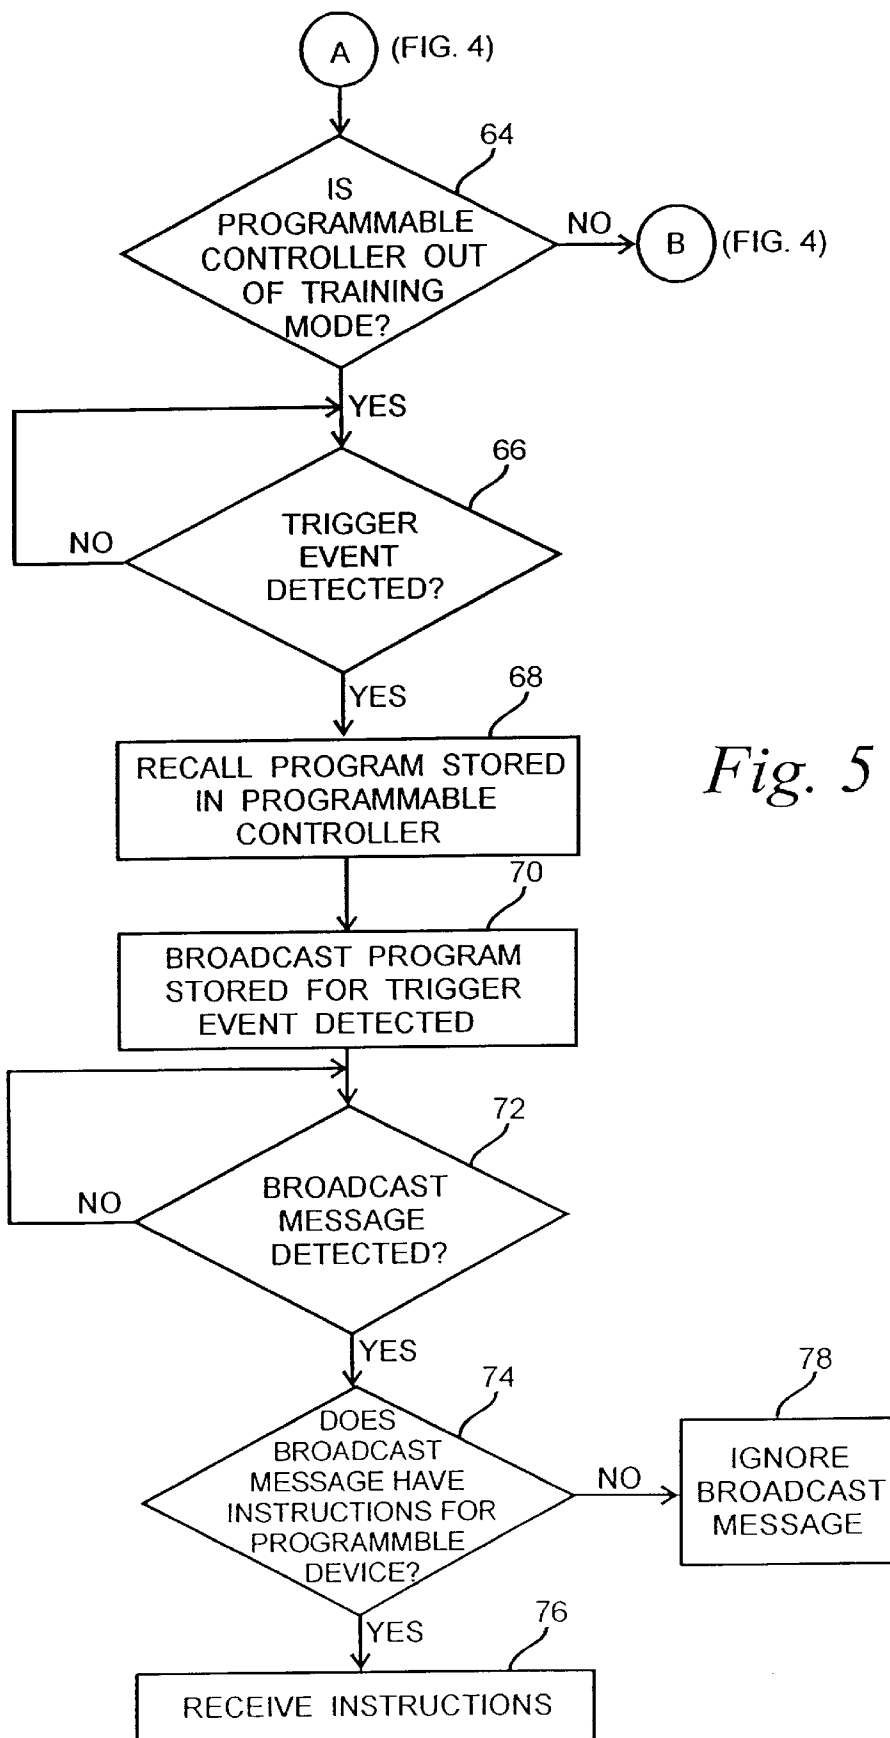 A (FIG. 4)
64
IS
PROGRAMMABLE
CONTROLLER OUT
OF TRAINING
MODE?
NO
B (FIG. 4)
YES
66
TRIGGER
EVENT
DETECTED?
NO
YES
68
RECALL PROGRAM STORED
IN PROGRAMMABLE
CONTROLLER
Fig. 5
70
BROADCAST PROGRAM
STORED FOR TRIGGER
EVENT DETECTED
72
BROADCAST
MESSAGE
DETECTED?
NO
YES
74
DOES
BROADCAST
MESSAGE HAVE
INSTRUCTIONS FOR
PROGRAMMBLE
DEVICE?
NO
78
IGNORE
BROADCAST
MESSAGE
YES
76
RECEIVE INSTRUCTIONS